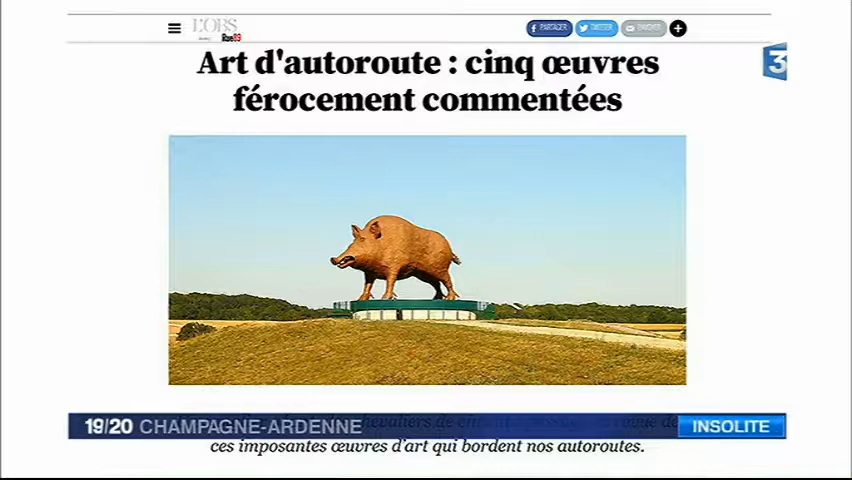 L'OBS
Rue89
PARTAGER
TWEETER
ENVOYER
3
Art d'autoroute : cinq œuvres
férocement commentées
19/20 CHAMPAGNE-ARDENNE
INSOLITE
ces imposantes œuvres d'art qui bordent nos autoroutes.